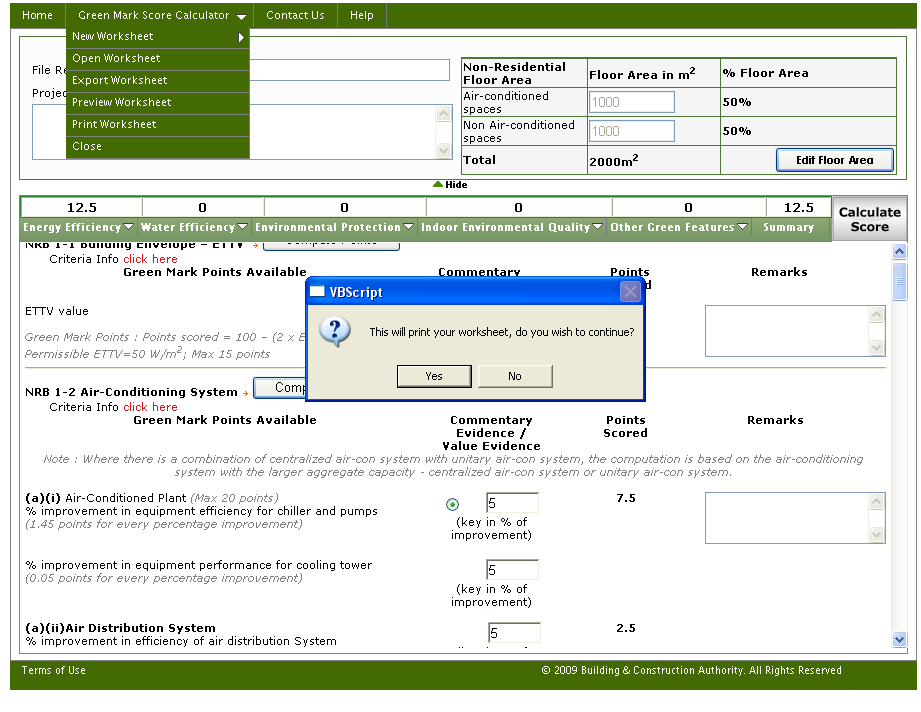 Home Green Mark Score Calculator Contact Us Help
New Worksheet
Open Worksheet
Export Worksheet
Preview Worksheet
Print Worksheet
Close
File Re
Projec
Non-Residential Floor Area Floor Area in m2 % Floor Area
Air-conditioned spaces 1000 50%
Non Air-conditioned spaces 1000 50%
Total 2000m2 Edit Floor Area
Hide
12.5 0 0 0 0 12.5
Energy Efficiency Water Efficiency Environmental Protection Indoor Environmental Quality Other Green Features Summary
Calculate Score
NRB 1-1 Building Envelope – ETTV Compute Points
Criteria Info click here
Green Mark Points Available Commentary Points Remarks
ETTV value
Green Mark Points : Points scored = 100 – (2 x E
Permissible ETTV=50 W/m2; Max 15 points
VBScript
This will print your worksheet, do you wish to continue?
Yes No
NRB 1-2 Air-Conditioning System Comp
Criteria Info click here
Green Mark Points Available Commentary Points Remarks
Evidence / Scored
Value Evidence
Note : Where there is a combination of centralized air-con system with unitary air-con system, the computation is based on the air-conditioning
system with the larger aggregate capacity - centralized air-con system or unitary air-con system.
(a)(i) Air-Conditioned Plant (Max 20 points) 5 7.5
% improvement in equipment efficiency for chiller and pumps
(1.45 points for every percentage improvement) (key in % of
improvement)
% improvement in equipment performance for cooling tower 5
(0.05 points for every percentage improvement) (key in % of
improvement)
(a)(ii)Air Distribution System 5 2.5
% improvement in efficiency of air distribution System
Terms of Use © 2009 Building & Construction Authority. All Rights Reserved